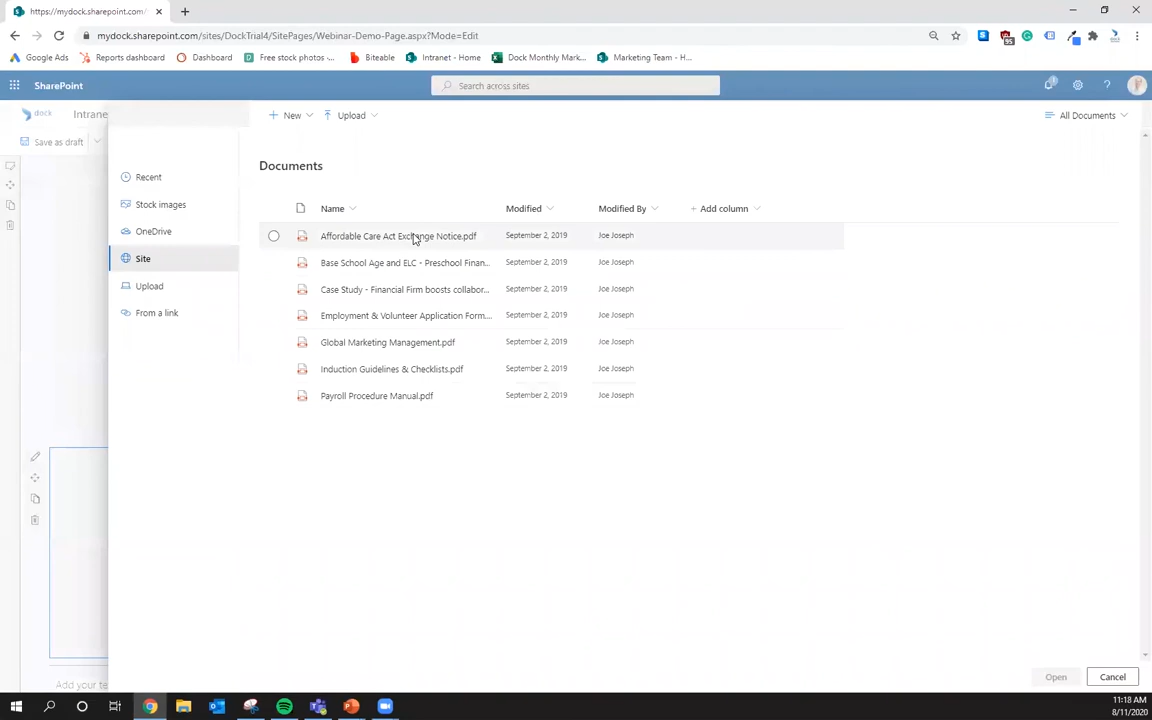 https://mydock.sharepoint.com/s
mydock.sharepoint.com/sites/DockTrial4/SitePages/Webinar-Demo-Page.aspx?Mode=Edit
Google Ads
Reports dashboard
Dashboard
Free stock photos -...
Biteable
Intranet - Home
Dock Monthly Mark...
Marketing Team - H...
SharePoint
Search across sites
dock
Intrane
New
Upload
All Documents
Save as draft
Documents
Recent
Stock images
OneDrive
Site
Upload
From a link
Name Modified Modified By + Add column
Affordable Care Act Exchange Notice.pdf September 2, 2019 Joe Joseph
Base School Age and ELC - Preschool Finan... September 2, 2019 Joe Joseph
Case Study - Financial Firm boosts collabor... September 2, 2019 Joe Joseph
Employment & Volunteer Application Form.... September 2, 2019 Joe Joseph
Global Marketing Management.pdf September 2, 2019 Joe Joseph
Induction Guidelines & Checklists.pdf September 2, 2019 Joe Joseph
Payroll Procedure Manual.pdf September 2, 2019 Joe Joseph
Open
Cancel
Add your te
11:18 AM
8/11/2020